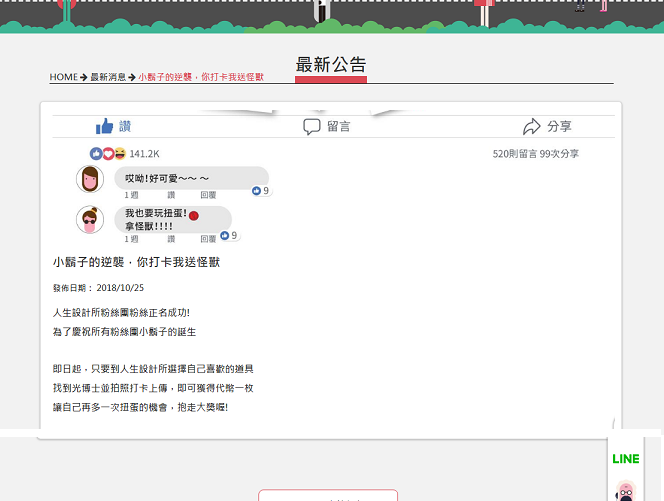 最新公告
HOME → 最新消息 → 小鬍子的逆襲，你打卡我送怪獸
讚 留言 分享
141.2K 520則留言 99次分享
哎呦!好可愛～～ ～
1週 讚 回覆 9
我也要玩扭蛋!
拿怪獸!!!!
1週 讚 回覆 9
小鬍子的逆襲，你打卡我送怪獸
發佈日期： 2018/10/25
人生設計所粉絲團粉絲正名成功!
為了慶祝所有粉絲團小鬍子的誕生
即日起，只要到人生設計所選擇自己喜歡的道具
找到光博士並拍照打卡上傳，即可獲得代幣一枚
讓自己再多一次扭蛋的機會，抱走大獎喔!
LINE